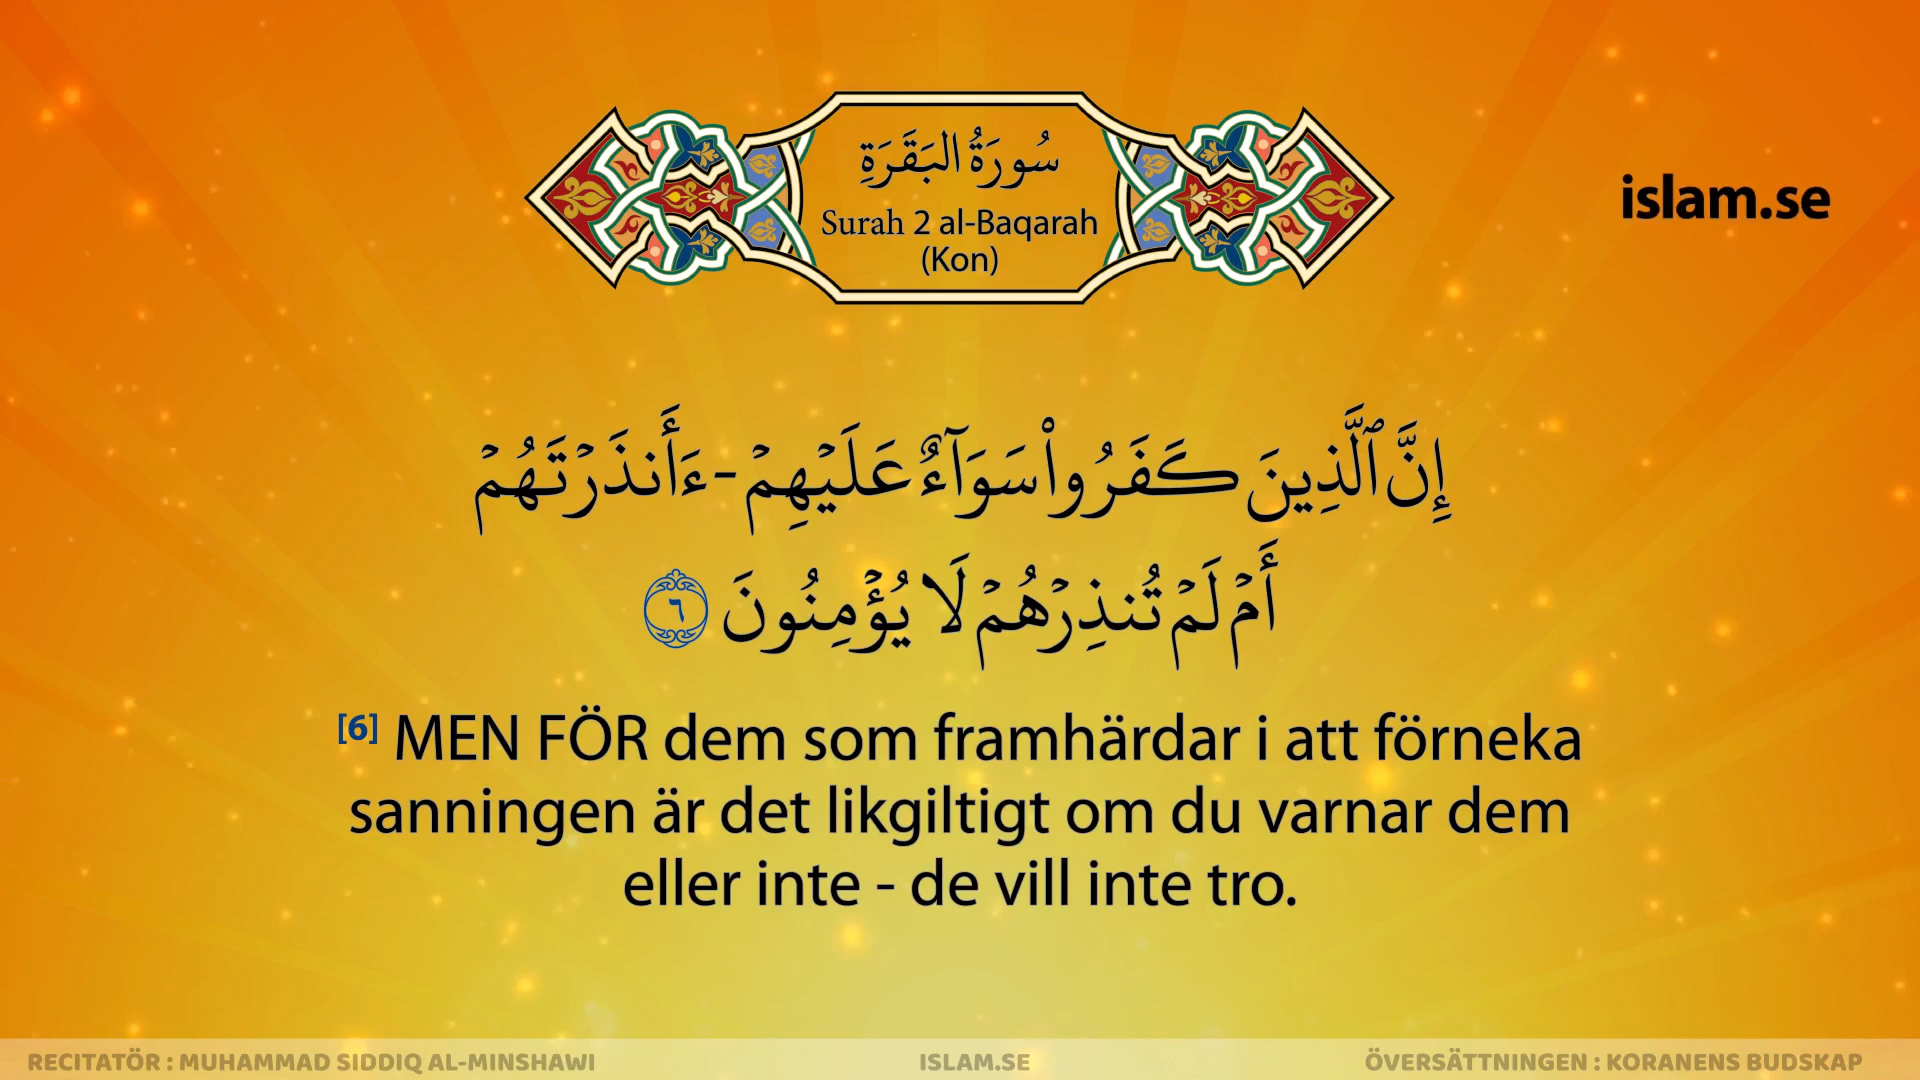 سُورَةُ البَقَرَةِ
Surah 2 al-Baqarah
(Kon)
islam.se
إِنَّ ٱلَّذِينَ كَفَرُوا۟ سَوَآءٌ عَلَيْهِمْ - ءَأَنذَرْتَهُمْ
أَمْ لَمْ تُنذِرْهُمْ لَا يُؤْمِنُونَ ٦
[6] MEN FÖR dem som framhärdar i att förneka
sanningen är det likgiltigt om du varnar dem
eller inte - de vill inte tro.
RECITATÖR : MUHAMMAD SIDDIQ AL-MINSHAWI
ISLAM.SE
ÖVERSÄTTNINGEN : KORANENS BUDSKAP